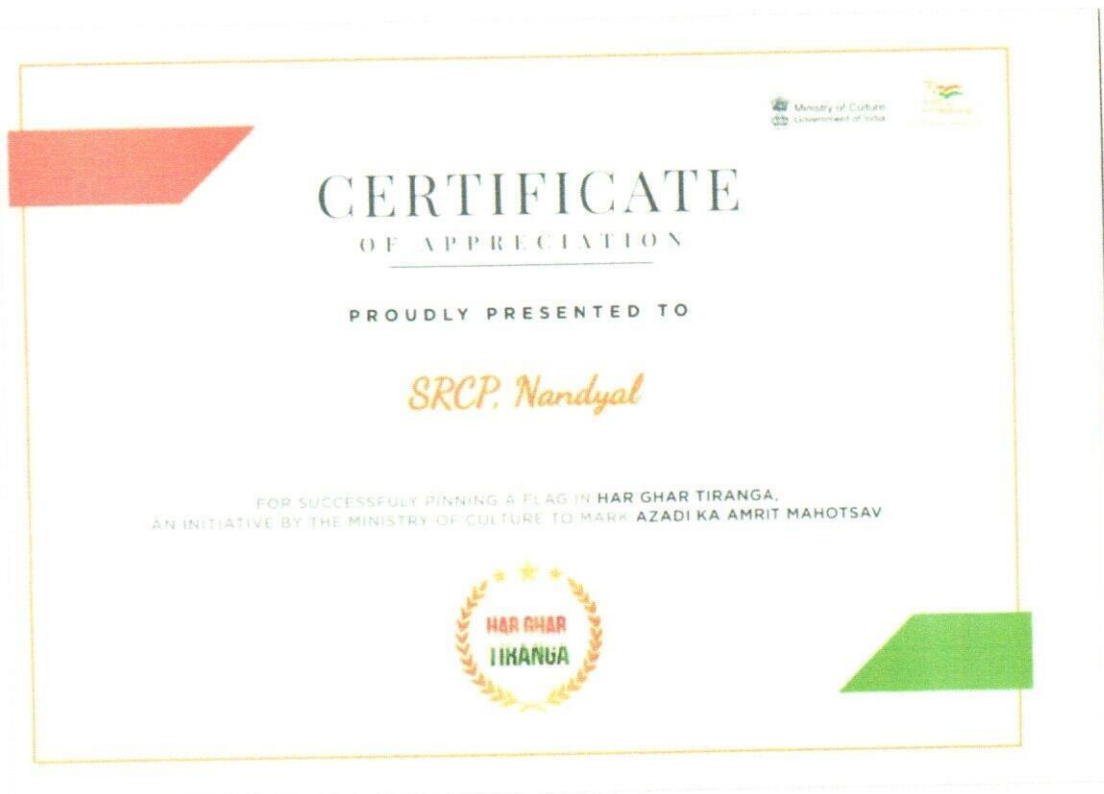 Ministry of Culture
Government of India
CERTIFICATE
OF APPRECIATION
PROUDLY PRESENTED TO
SRCP, Nandyal
FOR SUCCESSFULY PINNING A FLAG IN HAR GHAR TIRANGA,
AN INITIATIVE BY THE MINISTRY OF CULTURE TO MARK AZADI KA AMRIT MAHOTSAV
HAR GHAR
TIRANGA